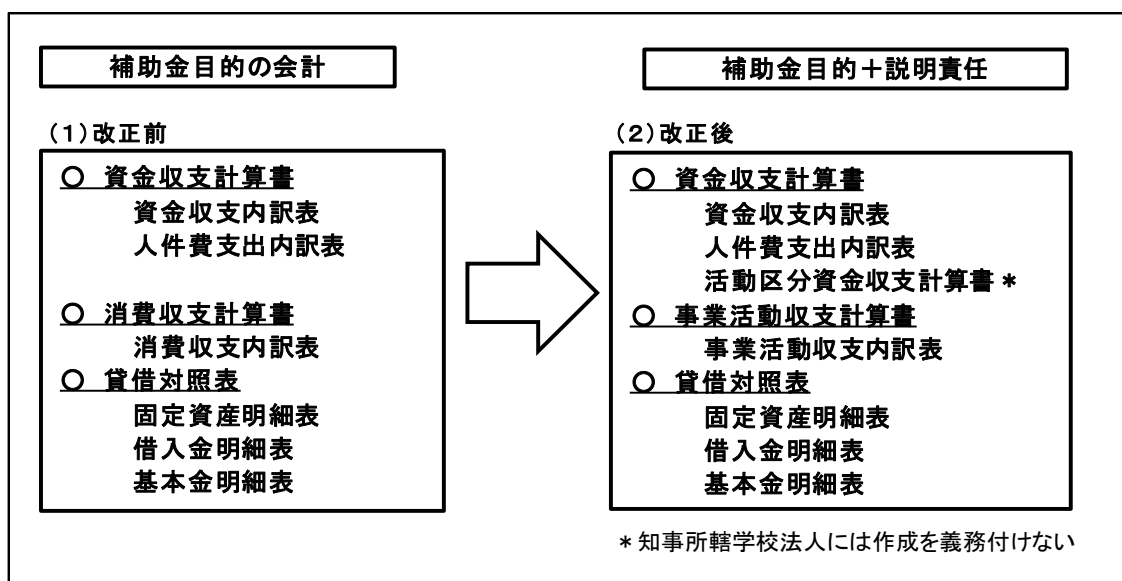 補助金目的の会計
(1)改正前
○ 資金収支計算書
資金収支内訳表
人件費支出内訳表
○ 消費収支計算書
消費収支内訳表
○ 貸借対照表
固定資産明細表
借入金明細表
基本金明細表
補助金目的＋説明責任
(2)改正後
○ 資金収支計算書
資金収支内訳表
人件費支出内訳表
活動区分資金収支計算書＊
○ 事業活動収支計算書
事業活動収支内訳表
○ 貸借対照表
固定資産明細表
借入金明細表
基本金明細表
＊知事所轄学校法人には作成を義務付けない